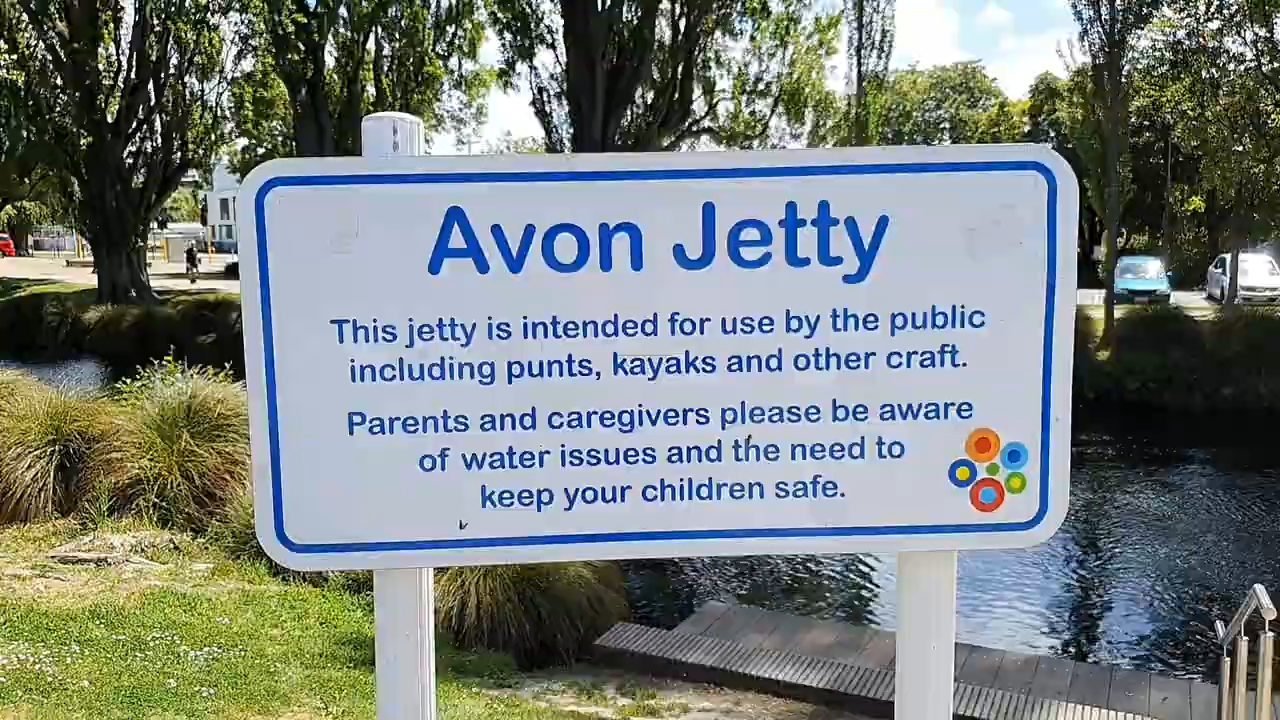 Avon Jetty
This jetty is intended for use by the public
including punts, kayaks and other craft.
Parents and caregivers please be aware
of water issues and the need to
keep your children safe.